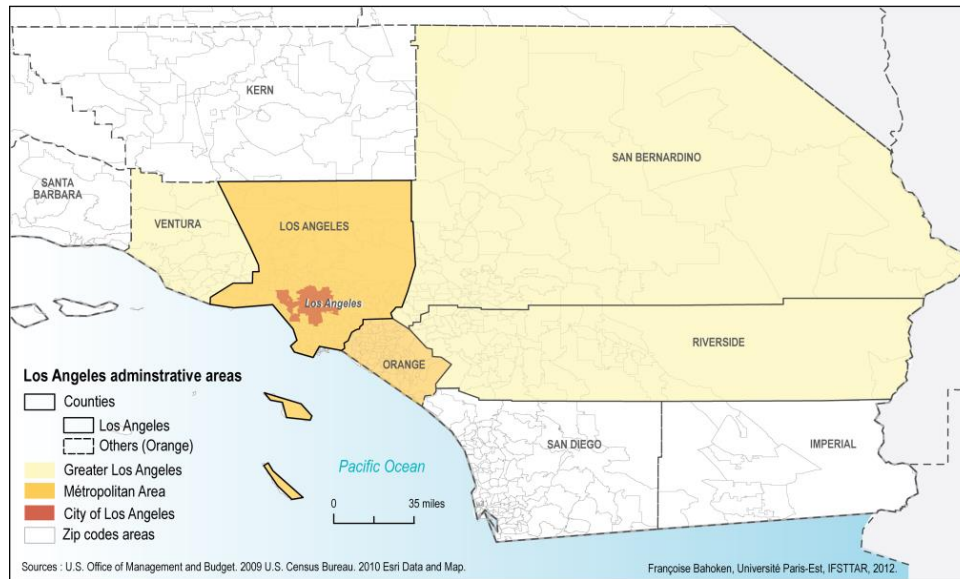 KERN
SAN BERNARDINO
SANTA
BARBARA
VENTURA
LOS ANGELES
Los Angeles
RIVERSIDE
ORANGE
Los Angeles adminstrative areas
Counties
Los Angeles
Others (Orange)
Greater Los Angeles
Métropolitan Area
City of Los Angeles
Zip codes areas
Pacific Ocean
0 35 miles
SAN DIEGO
IMPERIAL
Sources : U.S. Office of Management and Budget. 2009 U.S. Census Bureau. 2010 Esri Data and Map.
Françoise Bahoken, Université Paris-Est, IFSTTAR, 2012.